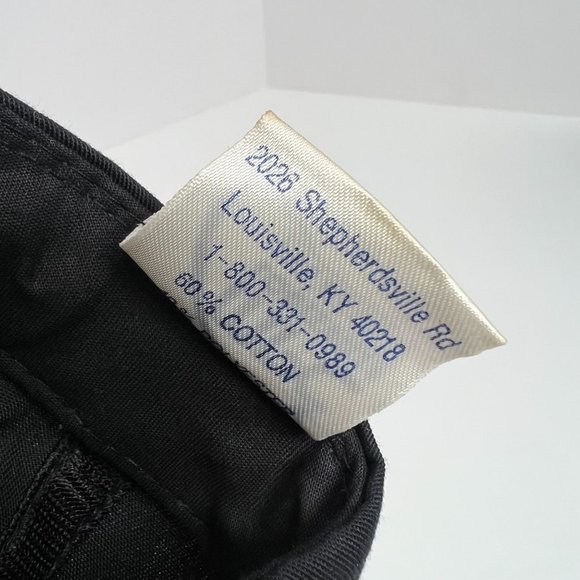 2026 Shepherdsville Rd
Louisville, KY 40218
1-800-331-0989
60% COTTON